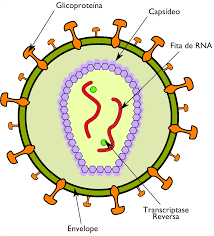 Glicoproteína
Capsídeo
Fita de RNA
Transcriptase
Reversa
Envelope